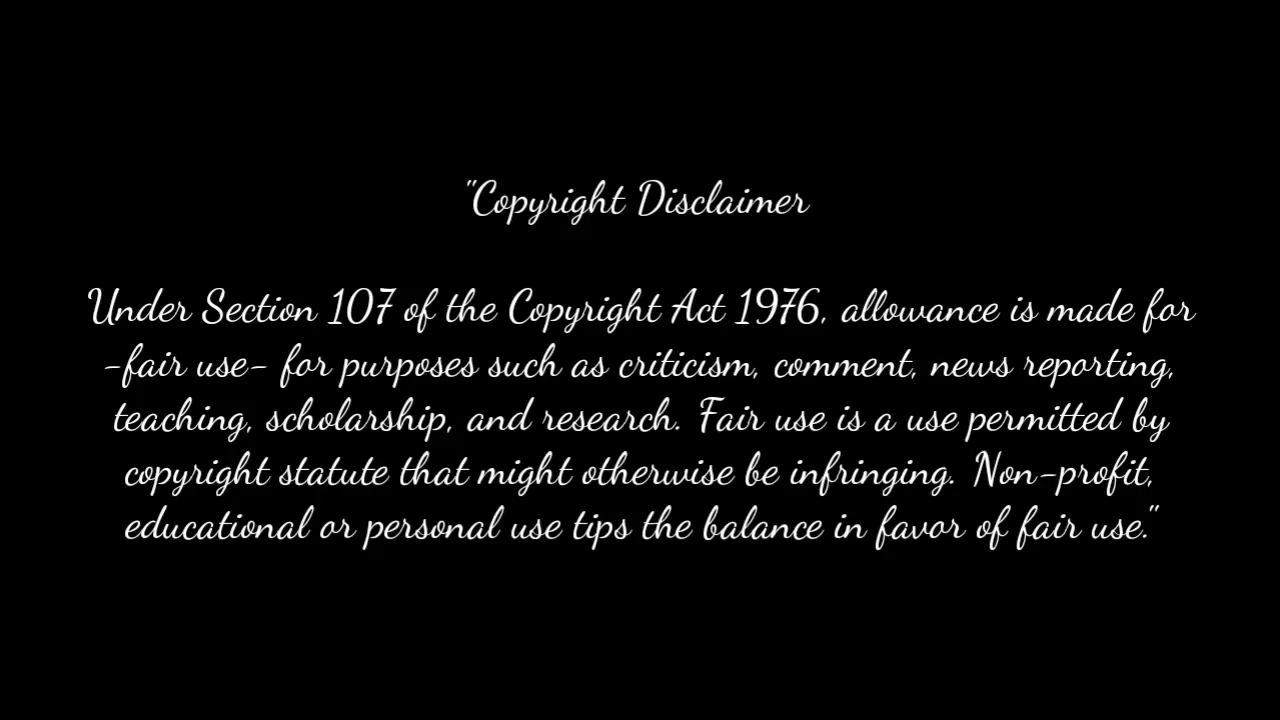 "Copyright Disclaimer
Under Section 107 of the Copyright Act 1976, allowance is made for
-fair use- for purposes such as criticism, comment, news reporting,
teaching, scholarship, and research. Fair use is a use permitted by
copyright statute that might otherwise be infringing. Non-profit,
educational or personal use tips the balance in favor of fair use."